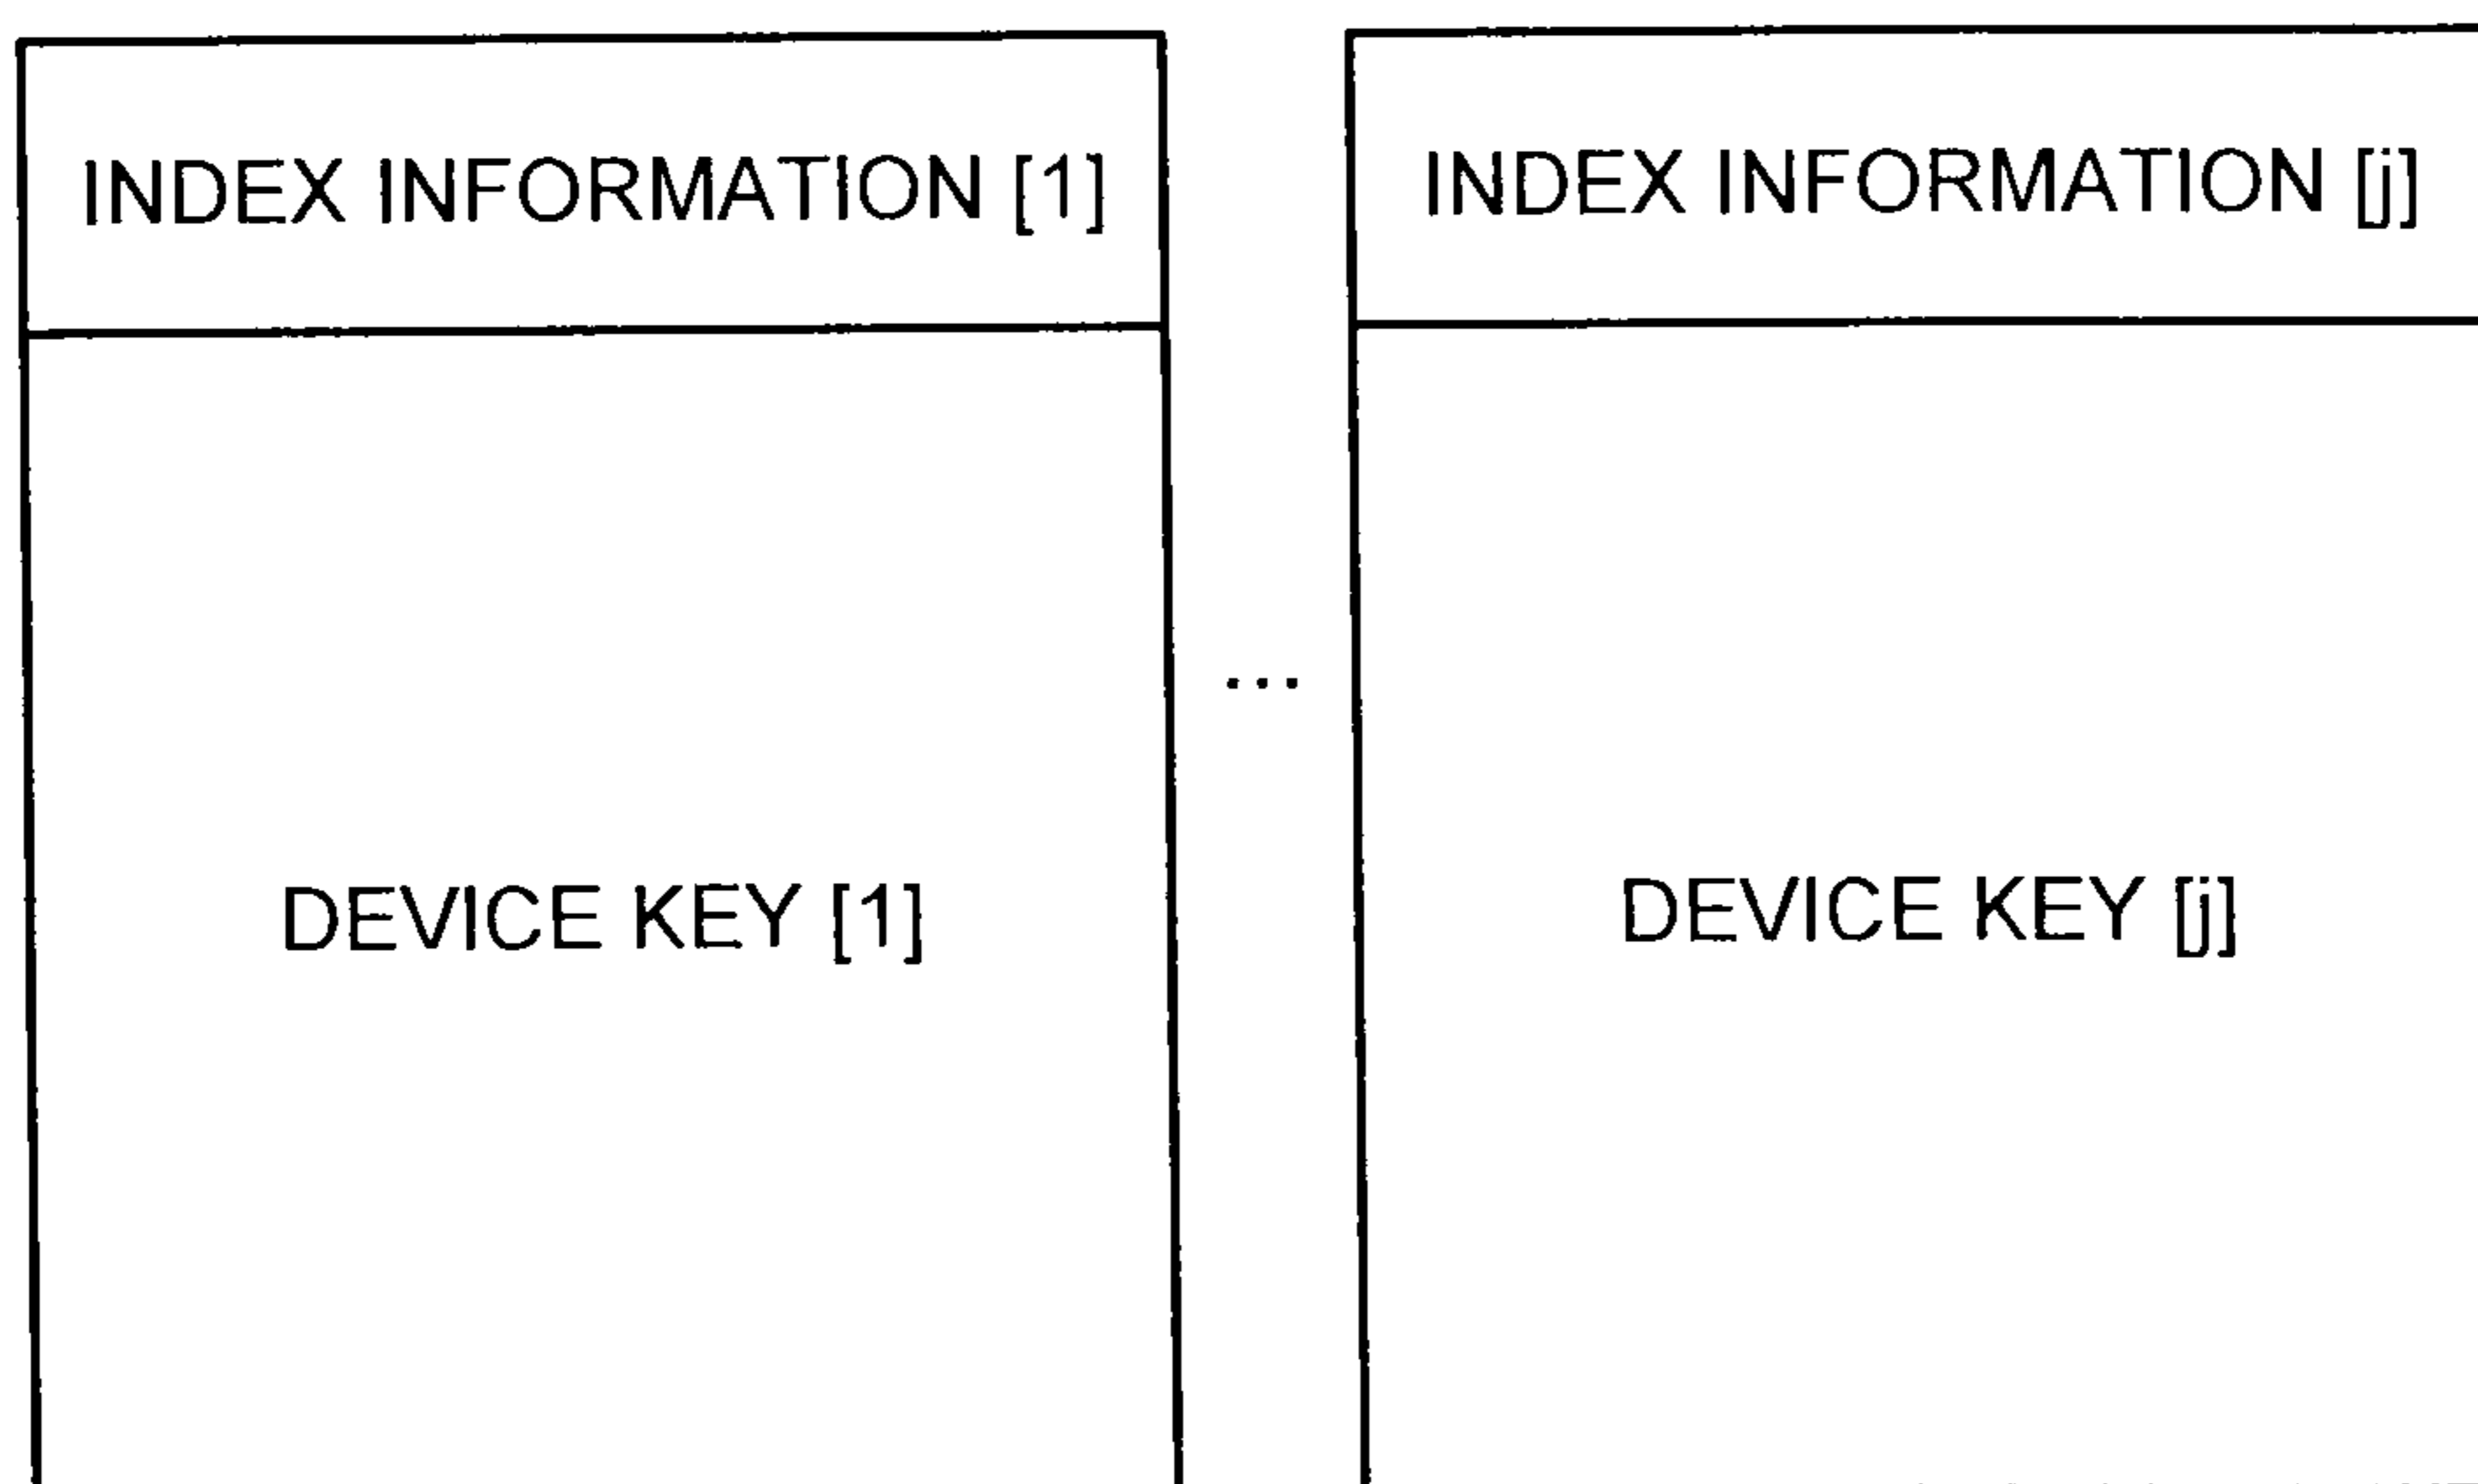 INDEX INFORMATION [1]
INDEX INFORMATION [j]
...
DEVICE KEY [1]
DEVICE KEY [j]